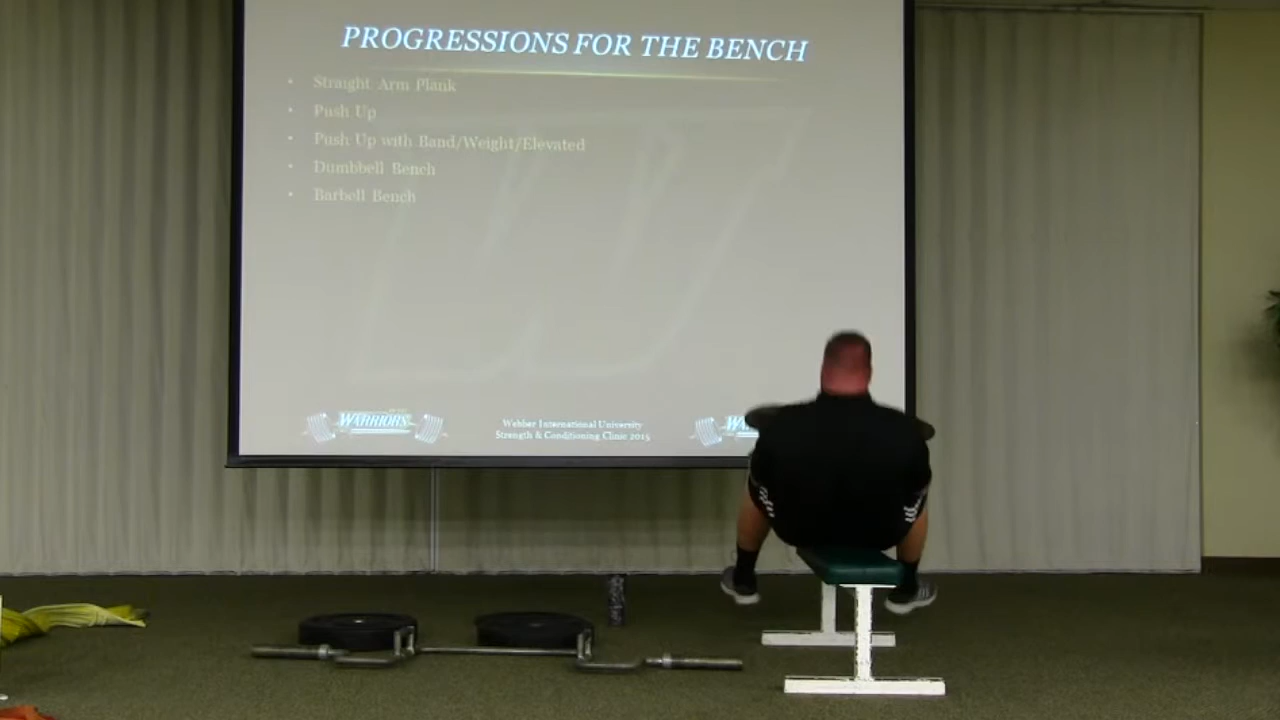 PROGRESSIONS FOR THE BENCH
• Straight Arm Plank
• Push Up
• Push Up with Band/Weight/Elevated
• Dumbbell Bench
• Barbell Bench
WARRIORS
Webber International University
Strength & Conditioning Clinic 2015